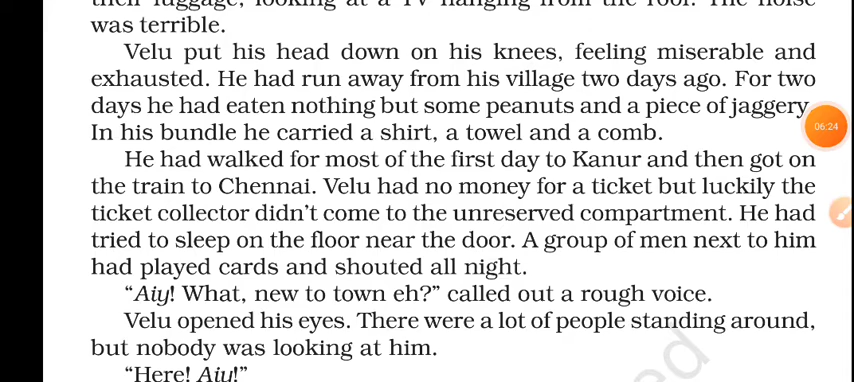 their luggage, looking at a TV hanging from the roof. The noise
was terrible.
Velu put his head down on his knees, feeling miserable and
exhausted. He had run away from his village two days ago. For two
days he had eaten nothing but some peanuts and a piece of jaggery.
In his bundle he carried a shirt, a towel and a comb.
06:24
He had walked for most of the first day to Kanur and then got on
the train to Chennai. Velu had no money for a ticket but luckily the
ticket collector didn't come to the unreserved compartment. He had
tried to sleep on the floor near the door. A group of men next to him
had played cards and shouted all night.
“Aiy! What, new to town eh?” called out a rough voice.
Velu opened his eyes. There were a lot of people standing around,
but nobody was looking at him.
“Here! Aiy!”